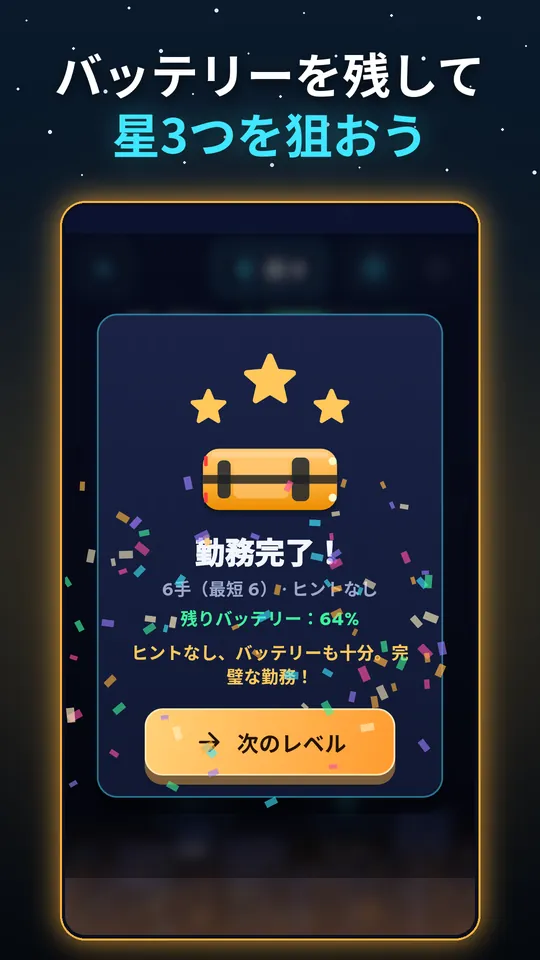 バッテリーを残して
星3つを狙おう
勤務完了！
6手（最短 6）· ヒントなし
残りバッテリー：64%
ヒントなし、バッテリーも十分。完
璧な勤務！
→ 次のレベル